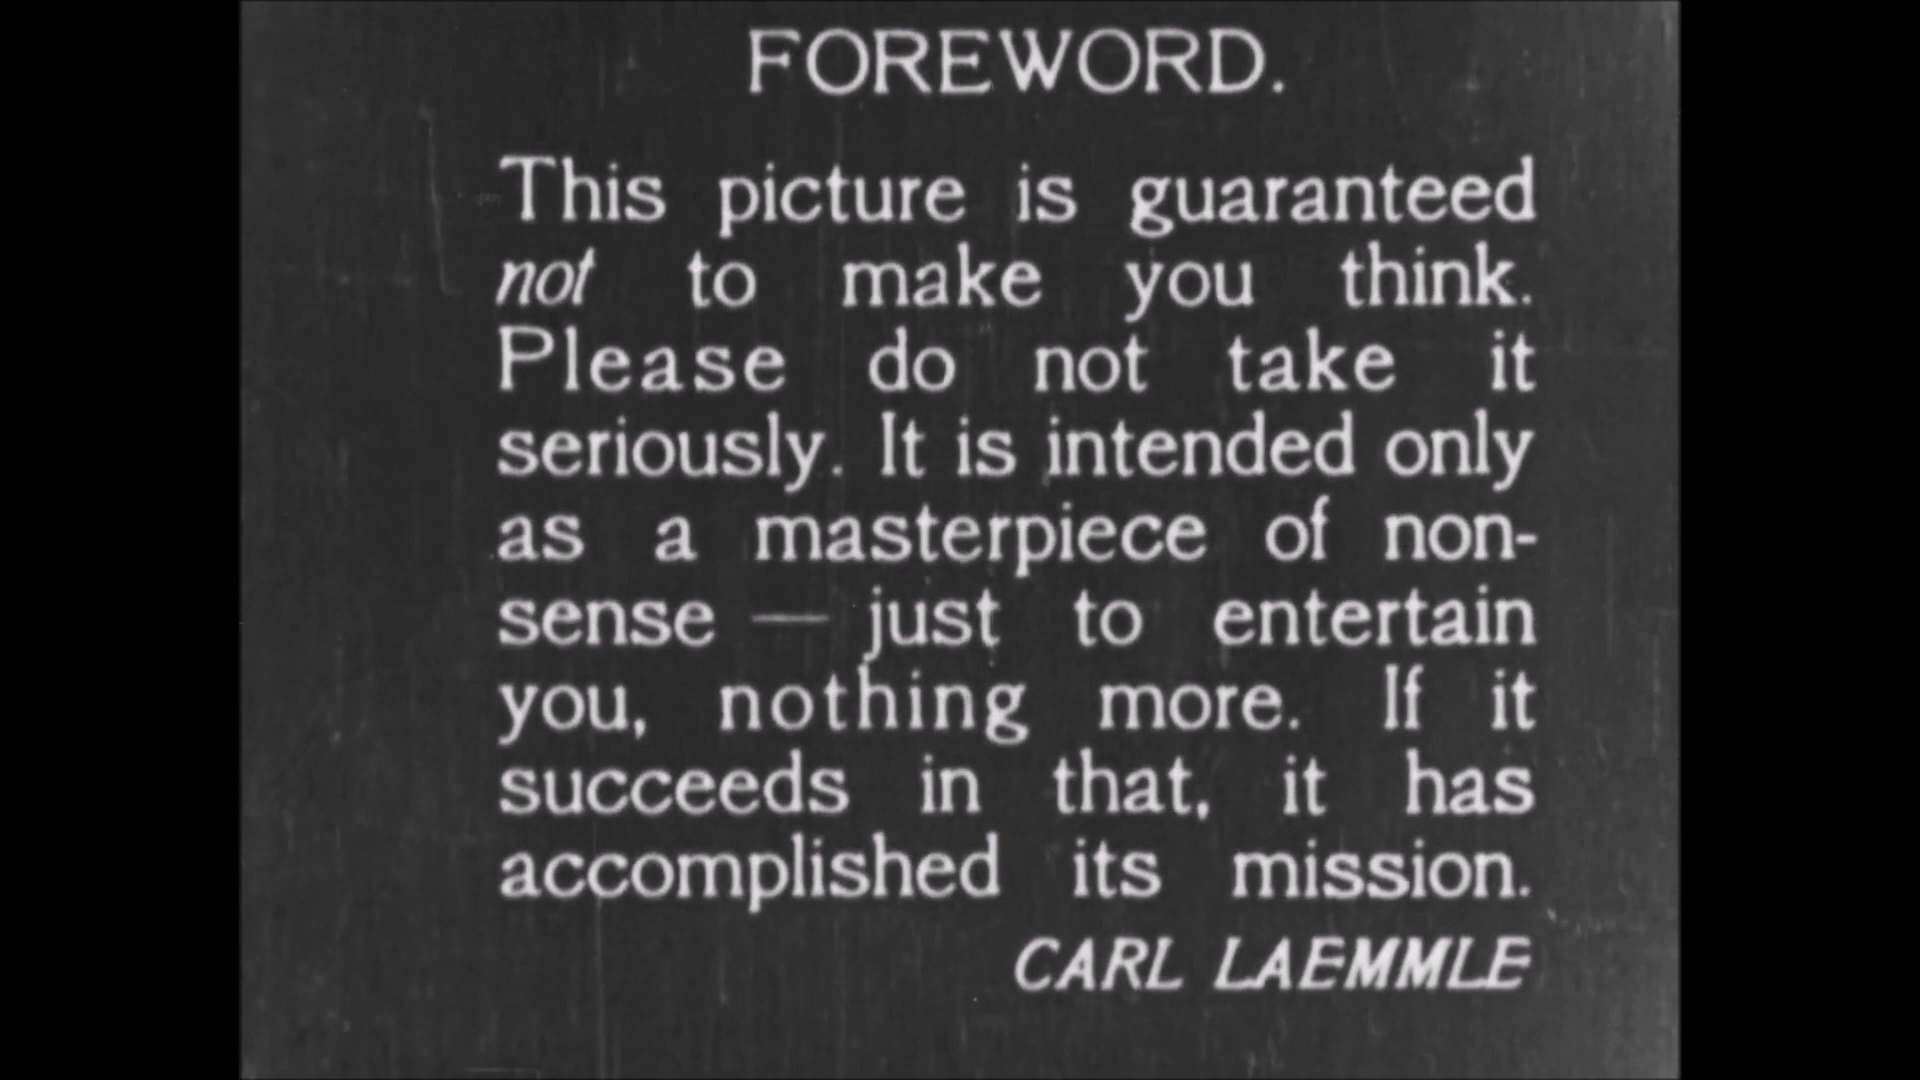 FOREWORD.
This picture is guaranteed
not to make you think.
Please do not take it
seriously. It is intended only
as a masterpiece of non-
sense — just to entertain
you, nothing more. If it
succeeds in that, it has
accomplished its mission.
CARL LAEMMLE